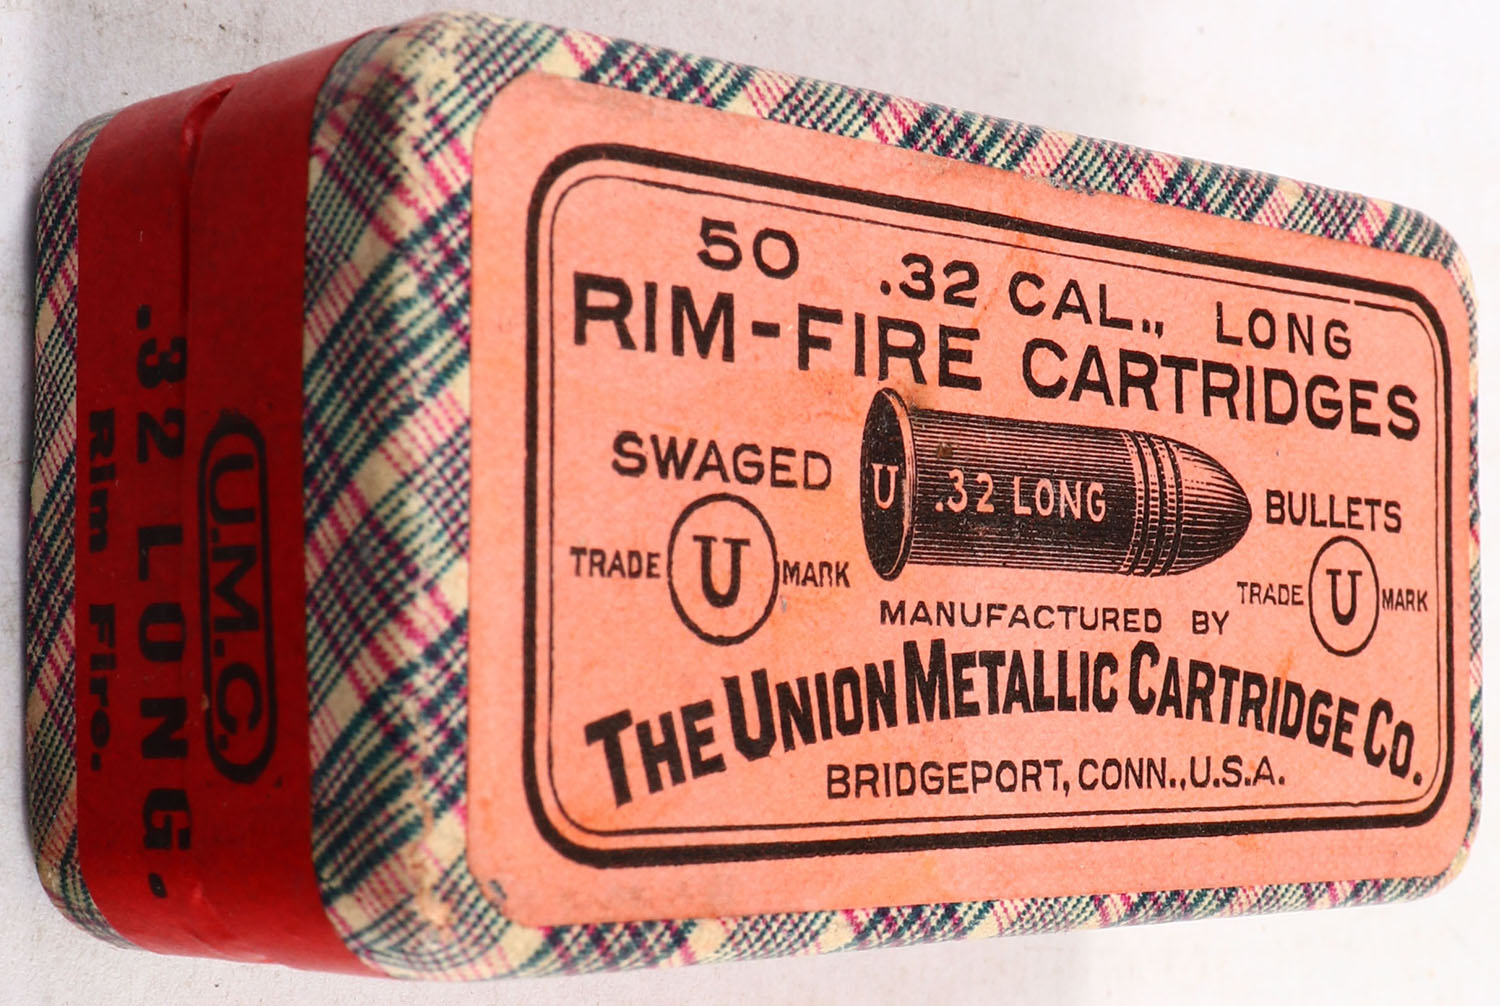 50 .32 CAL., LONG
RIM-FIRE CARTRIDGES
SWAGED BULLETS
U .32 LONG
TRADE U MARK
TRADE U MARK
MANUFACTURED BY
THE UNION METALLIC CARTRIDGE CO.
BRIDGEPORT, CONN., U.S.A.
U.M.C.
.32 LONG.
Rim Fire.